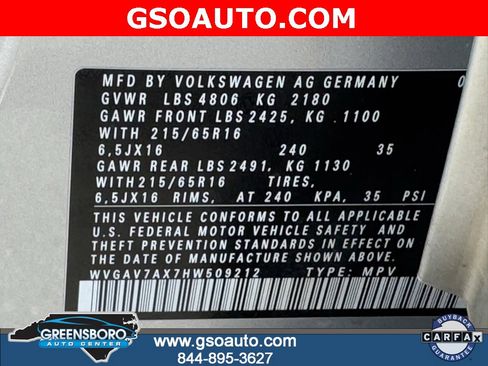 GSOAUTO.COM
MFD BY VOLKSWAGEN AG GERMANY 0
GVWR LBS 4806 KG 2180
GAWR FRONT LBS 2425, KG .1100
WITH 215/65R16
6,5JX16 240 35
GAWR REAR LBS 2491, KG 1130
WITH 215/65R16 TIRES,
6,5JX16 RIMS, AT 240 KPA, 35 PSI
THIS VEHICLE CONFORMS TO ALL APPLICABLE
U.S. FEDERAL MOTOR VEHICLE SAFETY AND
THEFT PREVENTION STANDARDS IN EFFECT
ON THE DATE OF MANUFACTURE SHOWN ABOVE.
WVGAV7AX7HW509212 TYPE: MPV
GREENSBORO
AUTO CENTER
www.gsoauto.com
844-895-3627
BUYBACK
CARFAX
GUARANTEE